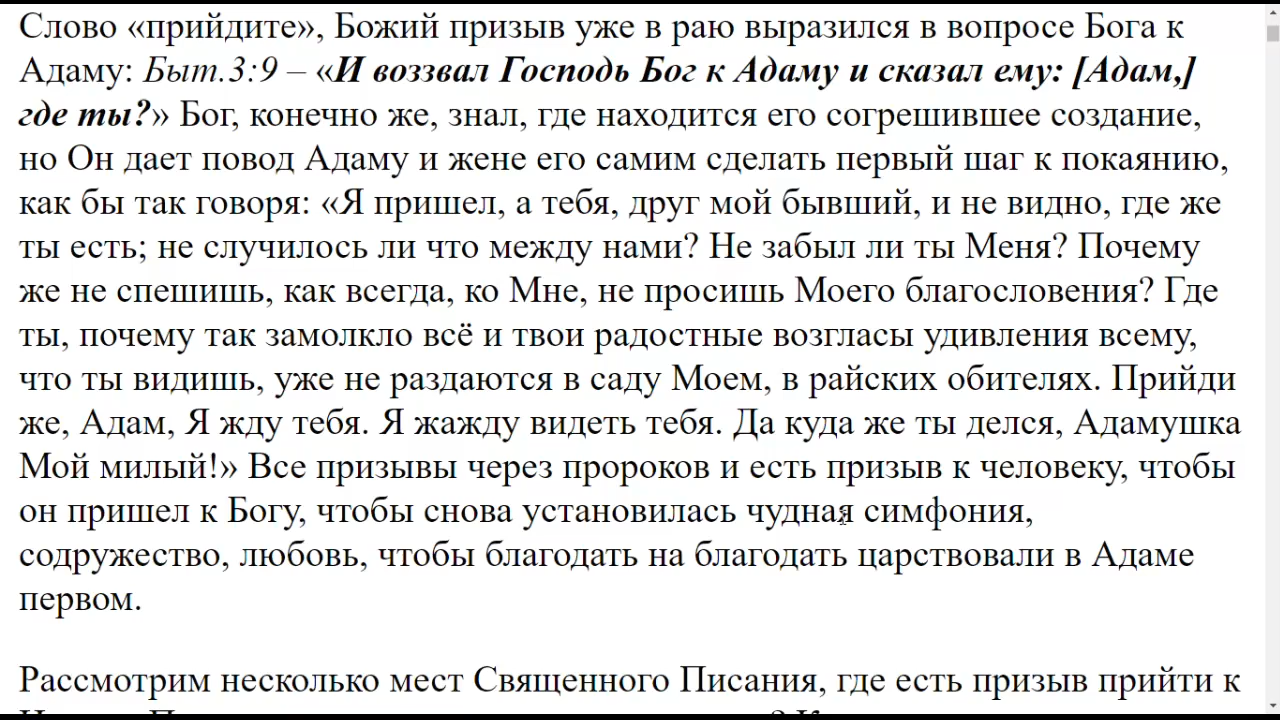 Слово «прийдите», Божий призыв уже в раю выразился в вопросе Бога к
Адаму: Быт.3:9 – «И воззвал Господь Бог к Адаму и сказал ему: [Адам,]
где ты?» Бог, конечно же, знал, где находится его согрешившее создание,
но Он дает повод Адаму и жене его самим сделать первый шаг к покаянию,
как бы так говоря: «Я пришел, а тебя, друг мой бывший, и не видно, где же
ты есть; не случилось ли что между нами? Не забыл ли ты Меня? Почему
же не спешишь, как всегда, ко Мне, не просишь Моего благословения? Где
ты, почему так замолкло всё и твои радостные возгласы удивления всему,
что ты видишь, уже не раздаются в саду Моем, в райских обителях. Прийди
же, Адам, Я жду тебя. Я жажду видеть тебя. Да куда же ты делся, Адамушка
Мой милый!» Все призывы через пророков и есть призыв к человеку, чтобы
он пришел к Богу, чтобы снова установилась чудная симфония,
содружество, любовь, чтобы благодать на благодать царствовали в Адаме
первом.
Рассмотрим несколько мест Священного Писания, где есть призыв прийти к